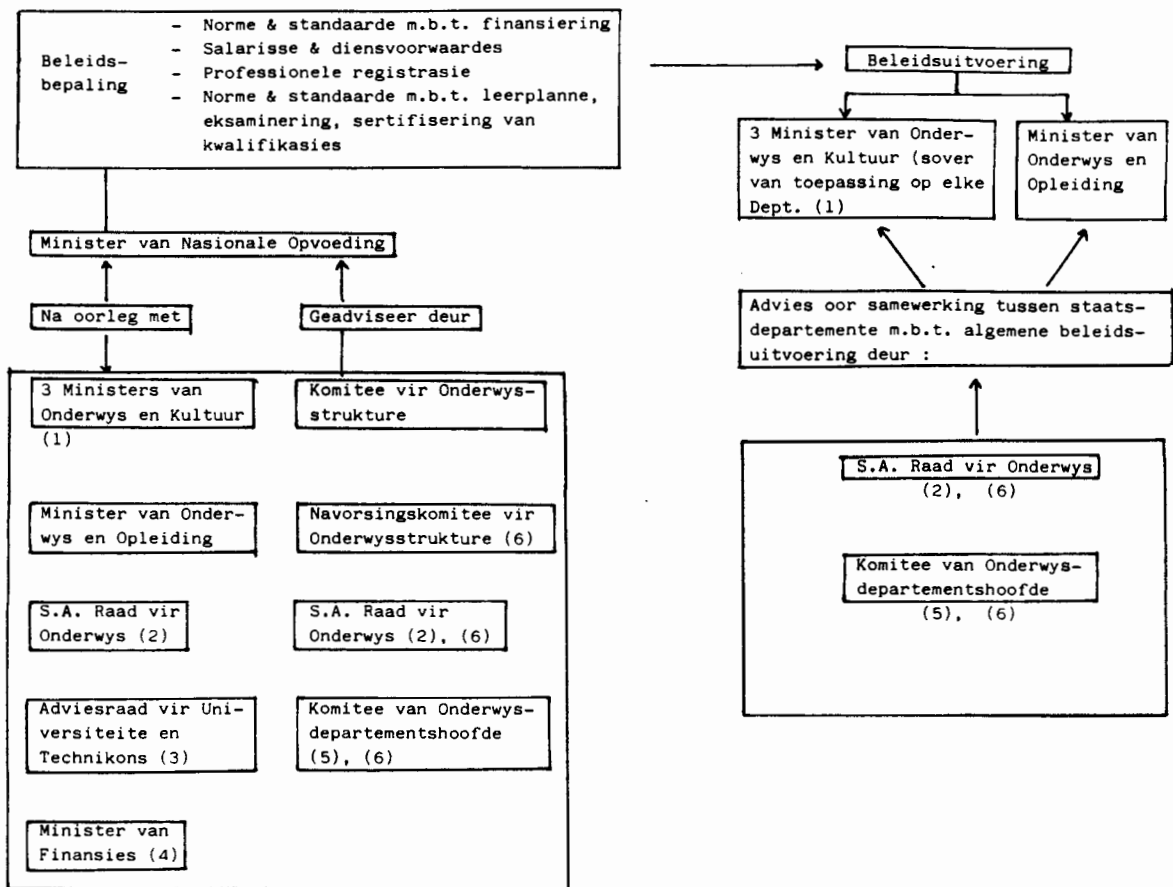 Beleids-
bepaling
- Norme & standaarde m.b.t. finansiering
- Salarisse & diensvoorwaardes
- Professionele registrasie
- Norme & standaarde m.b.t. leerplanne,
eksaminering, sertifisering van
kwalifikasies
Minister van Nasionale Opvoeding
Na oorleg met
Geadviseer deur
3 Ministers van
Onderwys en Kultuur
(1)
Komitee vir Onderwys-
strukture
Minister van Onder-
wys en Opleiding
Navorsingskomitee vir
Onderwysstrukture (6)
S.A. Raad vir
Onderwys (2)
S.A. Raad vir
Onderwys (2), (6)
Adviesraad vir Uni-
versiteite en
Technikons (3)
Komitee van Onderwys-
departementshoofde
(5), (6)
Minister van
Finansies (4)
Beleidsuitvoering
3 Minister van Onder-
wys en Kultuur (sover
van toepassing op elke
Dept. (1)
Minister van
Onderwys en
Opleiding
Advies oor samewerking tussen staats-
departemente m.b.t. algemene beleids-
uitvoering deur :
S.A. Raad vir Onderwys
(2), (6)
Komitee van Onderwys-
departementshoofde
(5), (6)